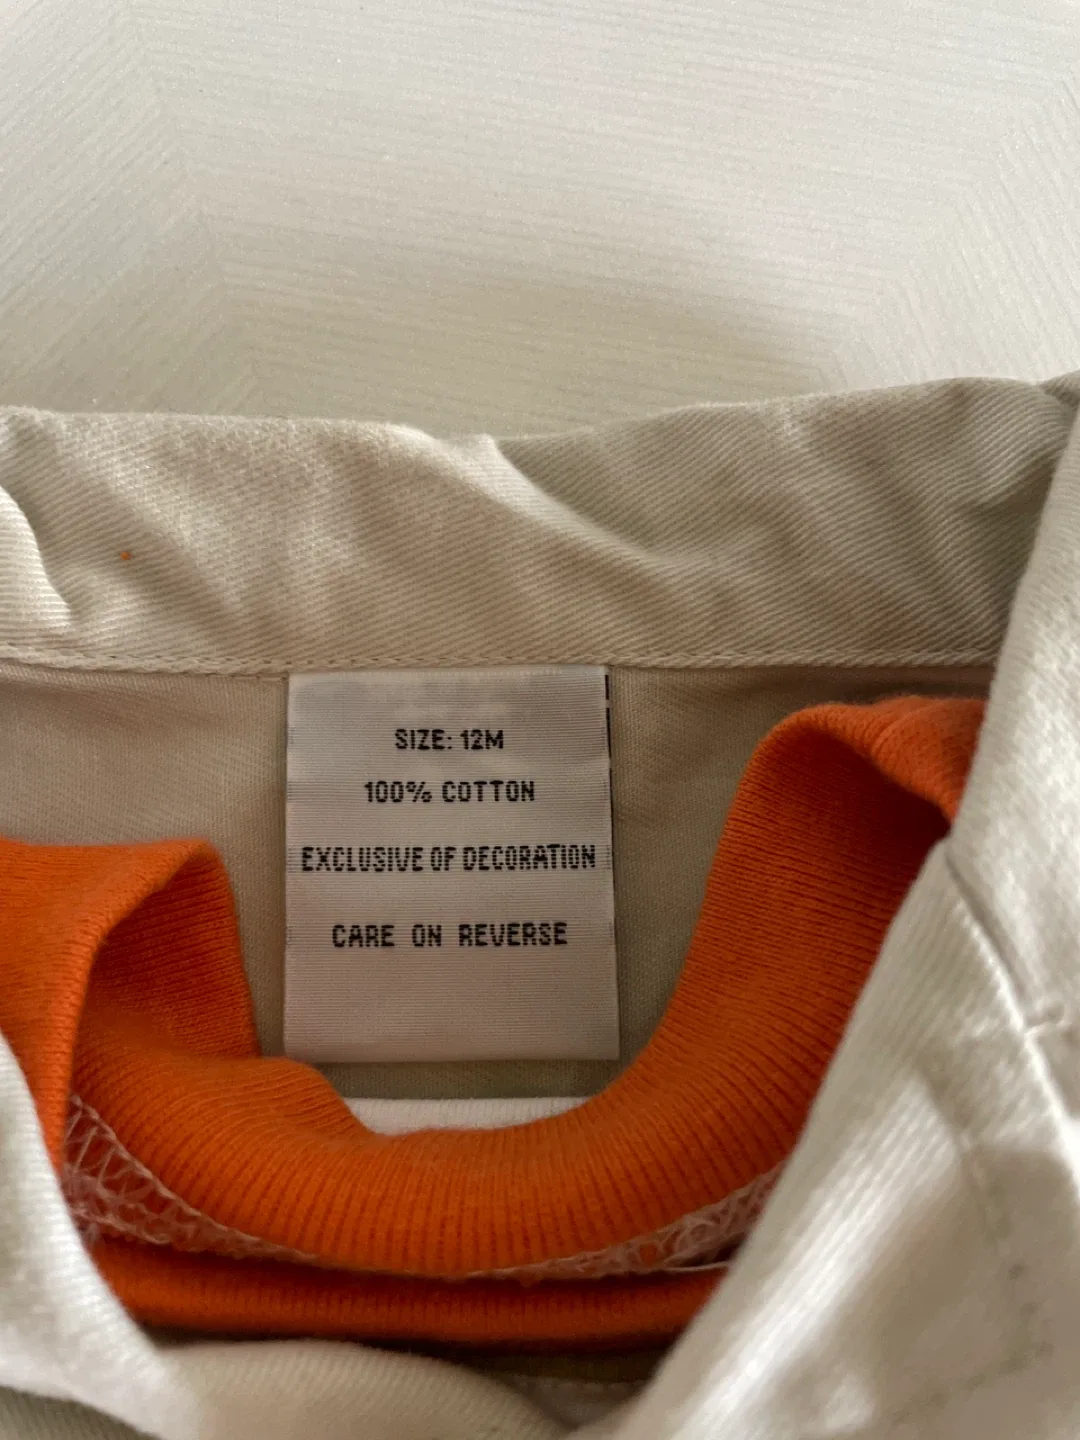 SIZE: 12M
100% COTTON
EXCLUSIVE OF DECORATION
CARE ON REVERSE